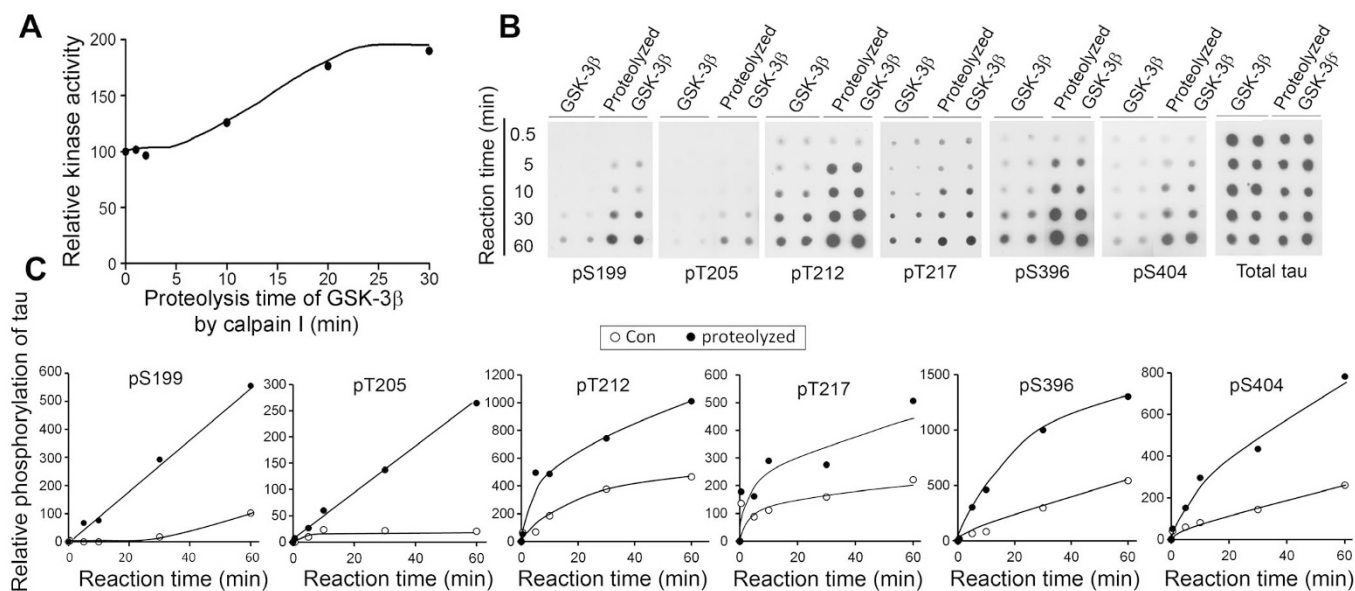 A
Relative kinase activity
200
150
100
50
0
0 5 10 15 20 25 30
Proteolysis time of GSK-3β
by calpain I (min)
B
GSK-3β
Proteolyzed
GSK-3β
GSK-3β
Proteolyzed
GSK-3β
GSK-3β
Proteolyzed
GSK-3β
GSK-3β
Proteolyzed
GSK-3β
GSK-3β
Proteolyzed
GSK-3β
GSK-3β
Proteolyzed
GSK-3β
GSK-3β
Proteolyzed
GSK-3β
Reaction time (min)
0.5
5
10
30
60
pS199 pT205 pT212 pT217 pS396 pS404 Total tau
C
Relative phosphorylation of tau
Con proteolyzed
pS199
600
500
400
300
200
100
0
0 20 40 60
Reaction time (min)
pT205
300
250
200
150
100
50
0
0 20 40 60
Reaction time (min)
pT212
1200
1000
800
600
400
200
0
0 20 40 60
Reaction time (min)
pT217
600
500
400
300
200
100
0
0 20 40 60
Reaction time (min)
pS396
1500
1000
500
0
0 20 40 60
Reaction time (min)
pS404
800
600
400
200
0
0 20 40 60
Reaction time (min)